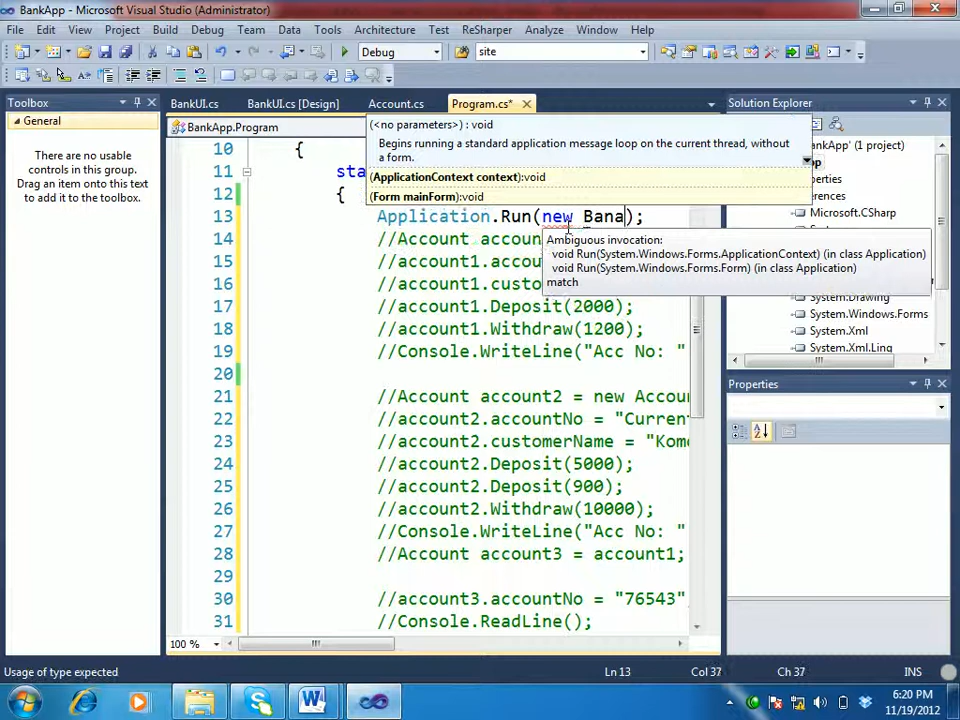 BankApp - Microsoft Visual Studio (Administrator)
File Edit View Project Build Debug Team Data Tools Architecture Test ReSharper Analyze Window Help
Debug site
Toolbox
General
There are no usable
controls in this group.
Drag an item onto this
text to add it to the
toolbox.
BankUI.cs BankUI.cs [Design] Account.cs Program.cs*
BankApp.Program
(<no parameters>) : void
Begins running a standard application message loop on the current thread, without
a form.
(ApplicationContext context):void
(Form mainForm):void
10 {
11 sta
12 {
13 Application.Run(new Bana);
Ambiguous invocation:
void Run(System.Windows.Forms.ApplicationContext) (in class Application)
void Run(System.Windows.Forms.Form) (in class Application)
match
14 //Account accoun
15 //account1.accou
16 //account1.custo
17 //account1.Deposit(2000);
18 //account1.Withdraw(1200);
19 //Console.WriteLine("Acc No: "
20
21 //Account account2 = new Accou
22 //account2.accountNo = "Current
23 //account2.customerName = "Komo
24 //account2.Deposit(5000);
25 //account2.Deposit(900);
26 //account2.Withdraw(10000);
27 //Console.WriteLine("Acc No: "
28 //Account account3 = account1;
29
30 //account3.accountNo = "76543"
31 //Console.ReadLine();
100 %
Solution Explorer
App' (1 project)
perties
erences
Microsoft.CSharp
System.Drawing
System.Windows.Forms
System.Xml
System.Xml.Linq
Properties
Usage of type expected Ln 13 Col 37 Ch 37 INS
6:20 PM
11/19/2012